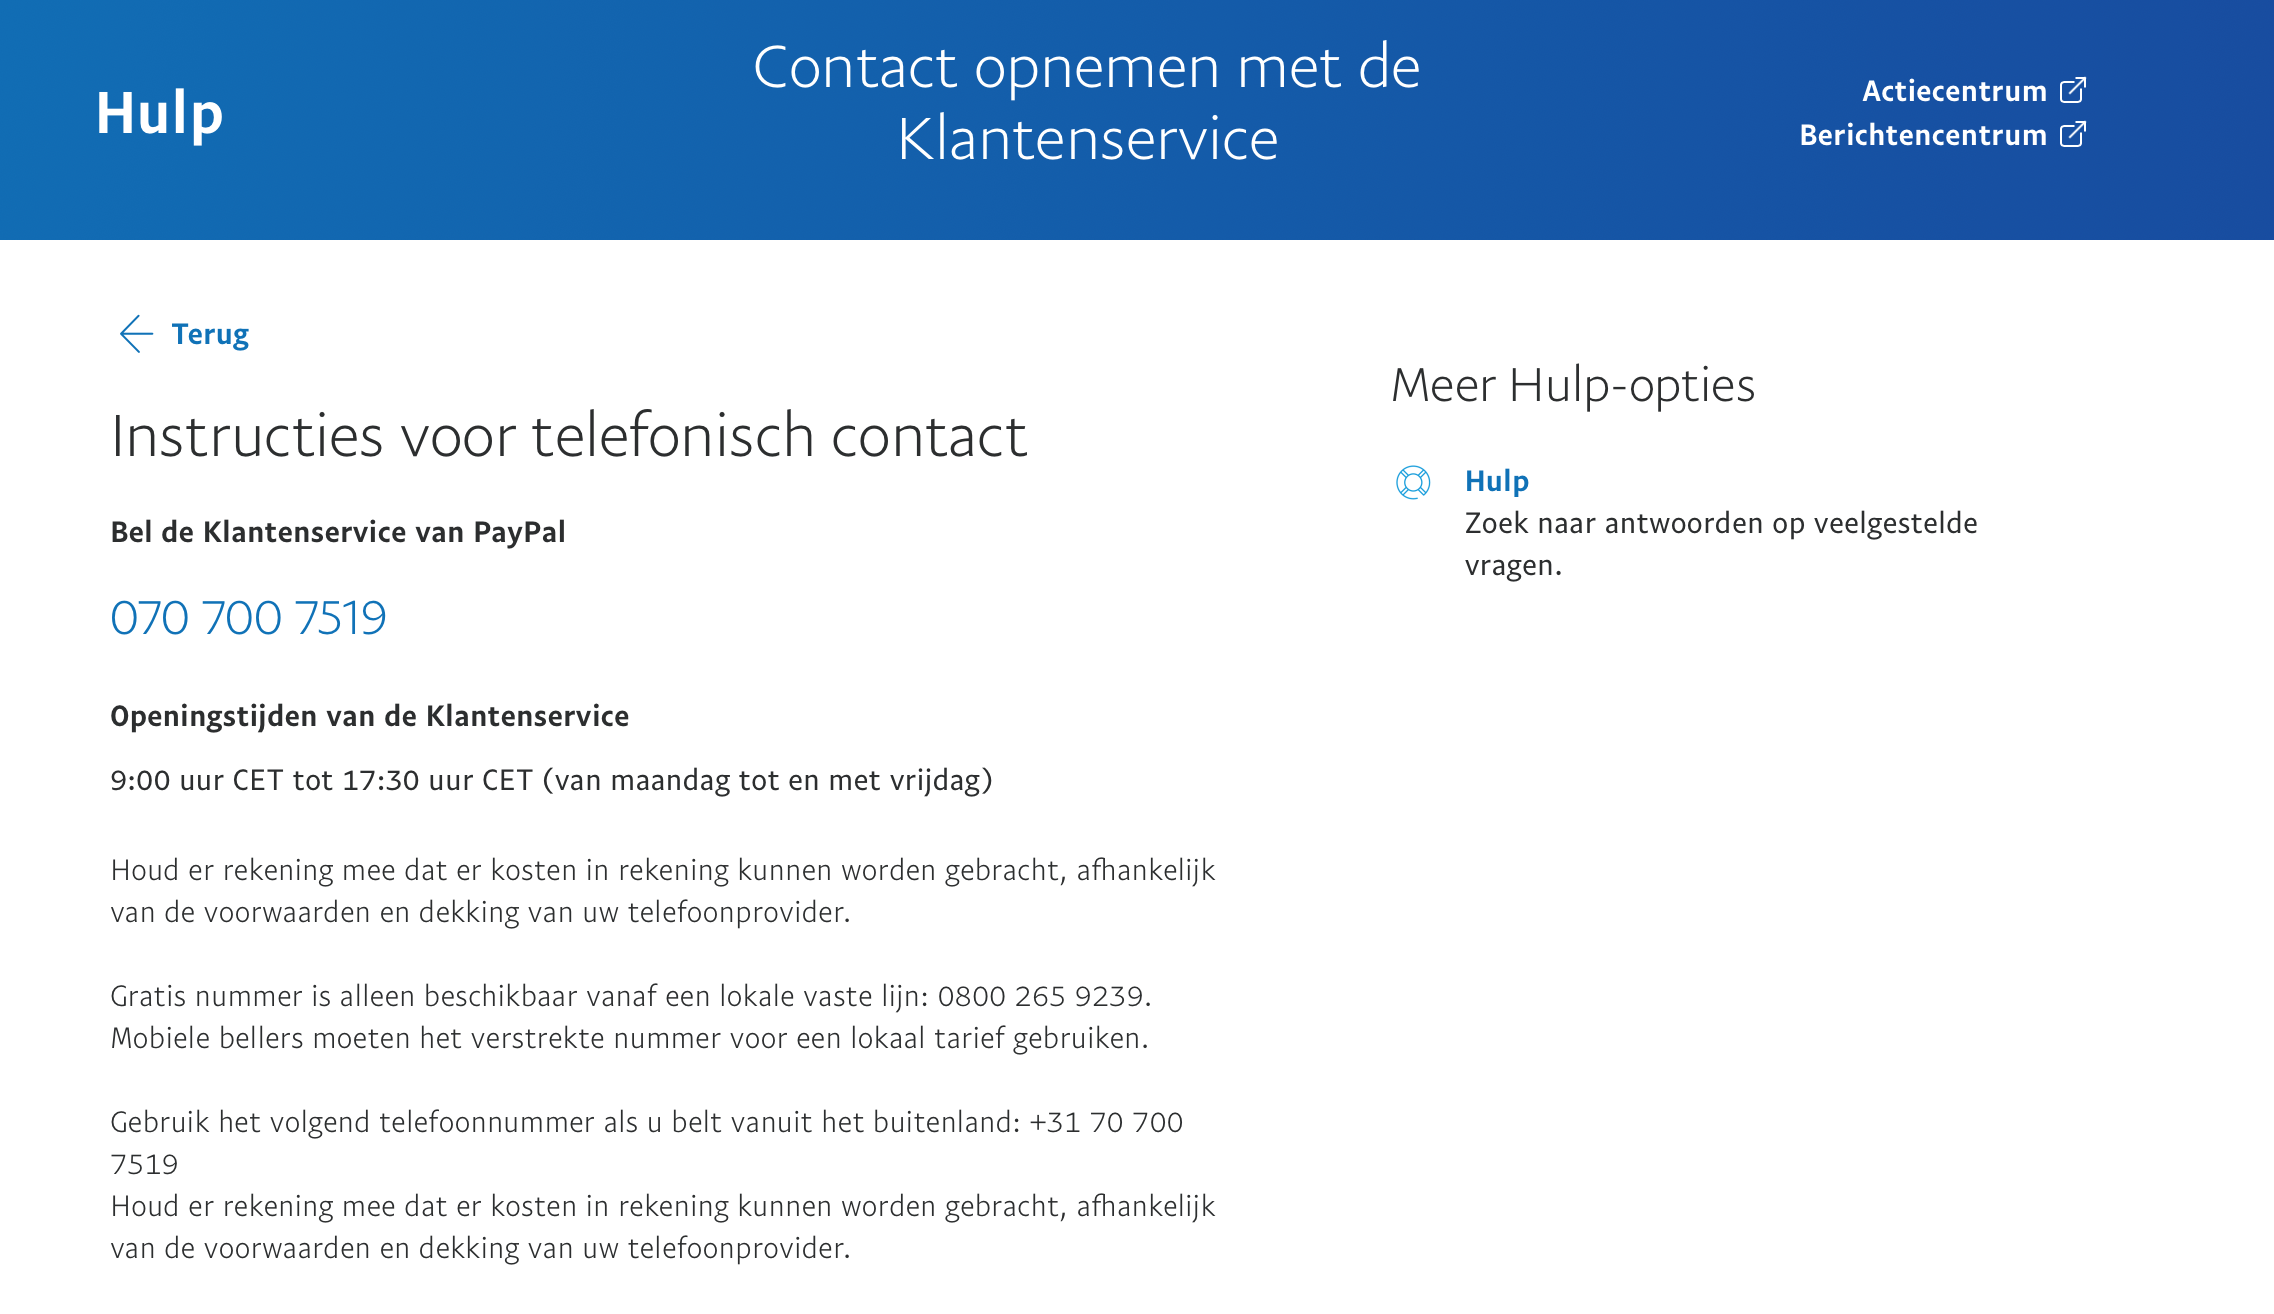 Hulp
Contact opnemen met de
Klantenservice
Actiecentrum
Berichtencentrum
Terug
Instructies voor telefonisch contact
Bel de Klantenservice van PayPal
070 700 7519
Openingstijden van de Klantenservice
9:00 uur CET tot 17:30 uur CET (van maandag tot en met vrijdag)
Houd er rekening mee dat er kosten in rekening kunnen worden gebracht, afhankelijk
van de voorwaarden en dekking van uw telefoonprovider.
Gratis nummer is alleen beschikbaar vanaf een lokale vaste lijn: 0800 265 9239.
Mobiele bellers moeten het verstrekte nummer voor een lokaal tarief gebruiken.
Gebruik het volgend telefoonnummer als u belt vanuit het buitenland: +31 70 700
7519
Houd er rekening mee dat er kosten in rekening kunnen worden gebracht, afhankelijk
van de voorwaarden en dekking van uw telefoonprovider.
Meer Hulp-opties
Hulp
Zoek naar antwoorden op veelgestelde
vragen.